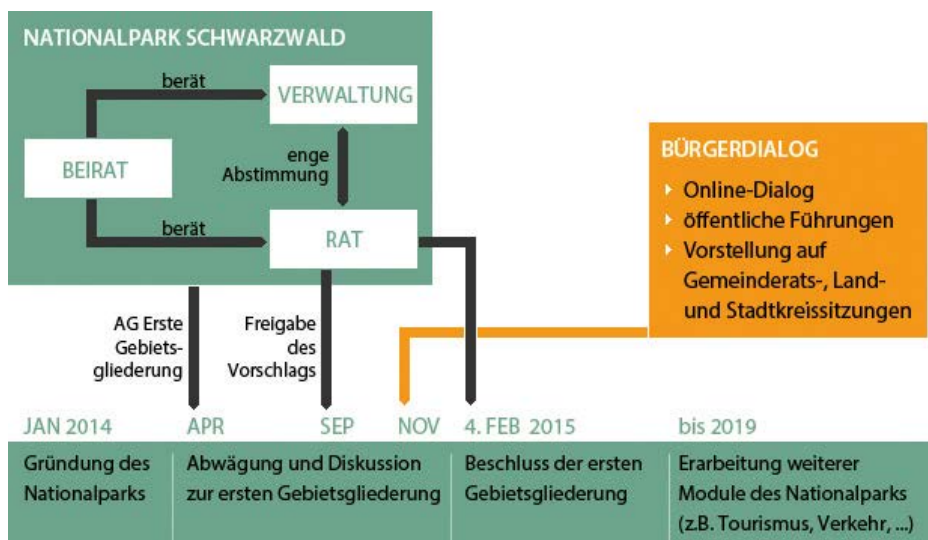 NATIONALPARK SCHWARZWALD
berät
VERWALTUNG
BEIRAT
enge
Abstimmung
berät
RAT
BÜRGERDIALOG
Online-Dialog
öffentliche Führungen
Vorstellung auf
Gemeinderats-, Land-
und Stadtkreissitzungen
AG Erste
Gebiets-
gliederung
Freigabe
des
Vorschlags
JAN 2014
APR
SEP
NOV
4. FEB 2015
bis 2019
Gründung des
Nationalparks
Abwägung und Diskussion
zur ersten Gebietsgliederung
Beschluss der ersten
Gebietsgliederung
Erarbeitung weiterer
Module des Nationalparks
(z.B. Tourismus, Verkehr, ...)